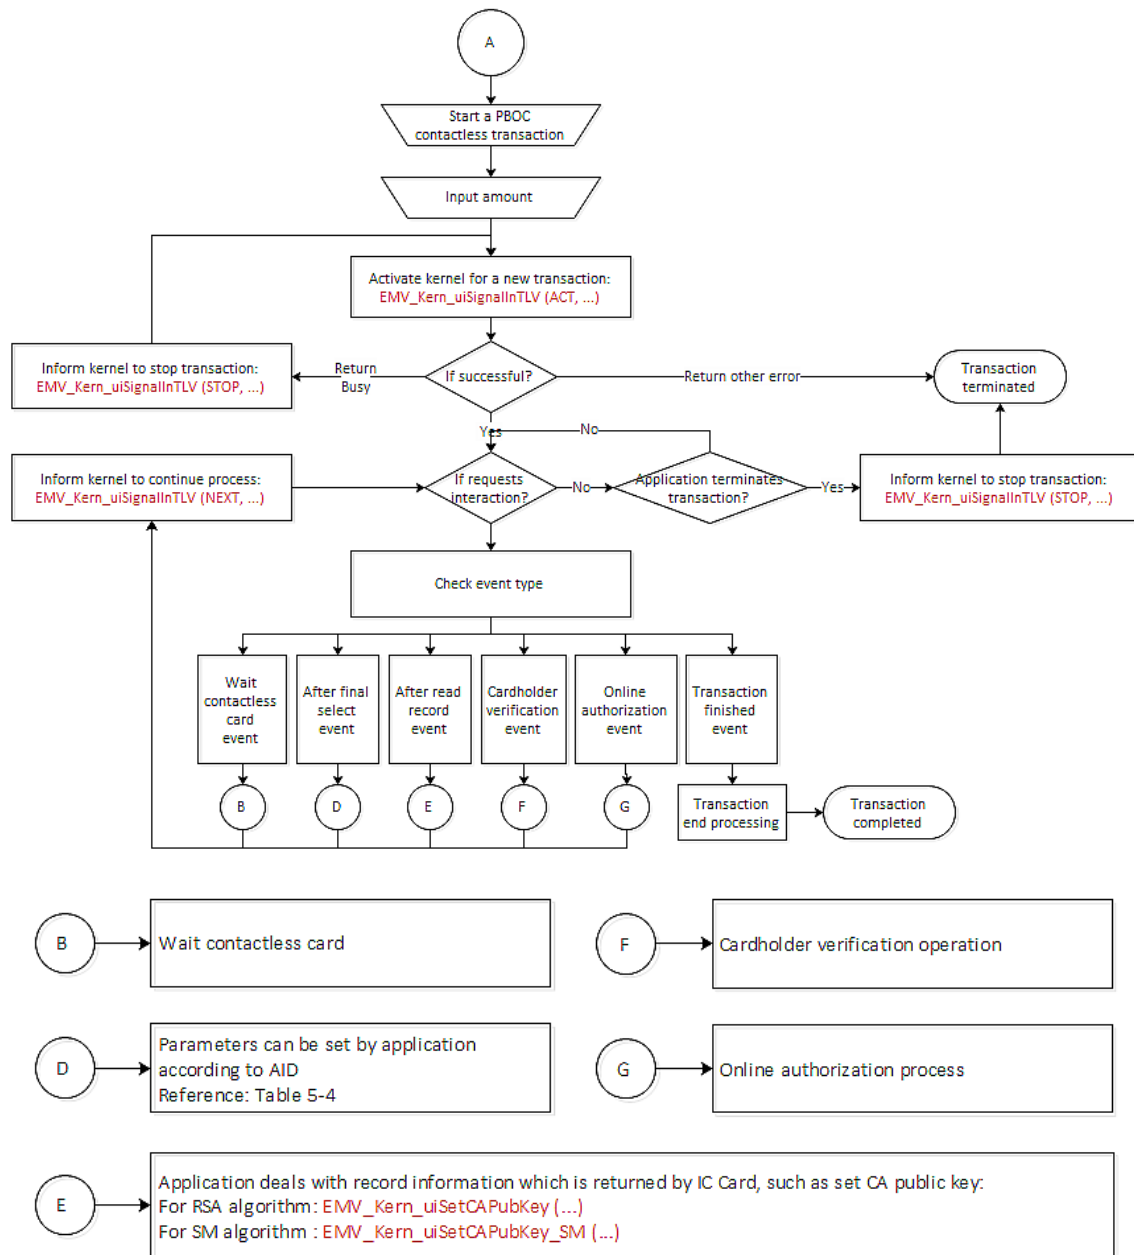 A
Start a PBOC
contactless transaction
Input amount
Activate kernel for a new transaction:
EMV_Kern_uiSignalInTLV (ACT, ...)
Inform kernel to stop transaction:
EMV_Kern_uiSignalInTLV (STOP, ...)
Return
Busy
If successful?
Return other error
Transaction
terminated
Yes
No
Inform kernel to continue process:
EMV_Kern_uiSignalInTLV (NEXT, ...)
If requests
interaction?
No
Application terminates
transaction?
Yes
Inform kernel to stop transaction:
EMV_Kern_uiSignalInTLV (STOP, ...)
Check event type
Wait
contactless
card
event
After final
select
event
After read
record
event
Cardholder
verification
event
Online
authorization
event
Transaction
finished
event
B
D
E
F
G
Transaction
end processing
Transaction
completed
B
Wait contactless card
F
Cardholder verification operation
D
Parameters can be set by application
according to AID
Reference: Table 5-4
G
Online authorization process
E
Application deals with record information which is returned by IC Card, such as set CA public key:
For RSA algorithm : EMV_Kern_uiSetCAPubKey (...)
For SM algorithm : EMV_Kern_uiSetCAPubKey_SM (...)